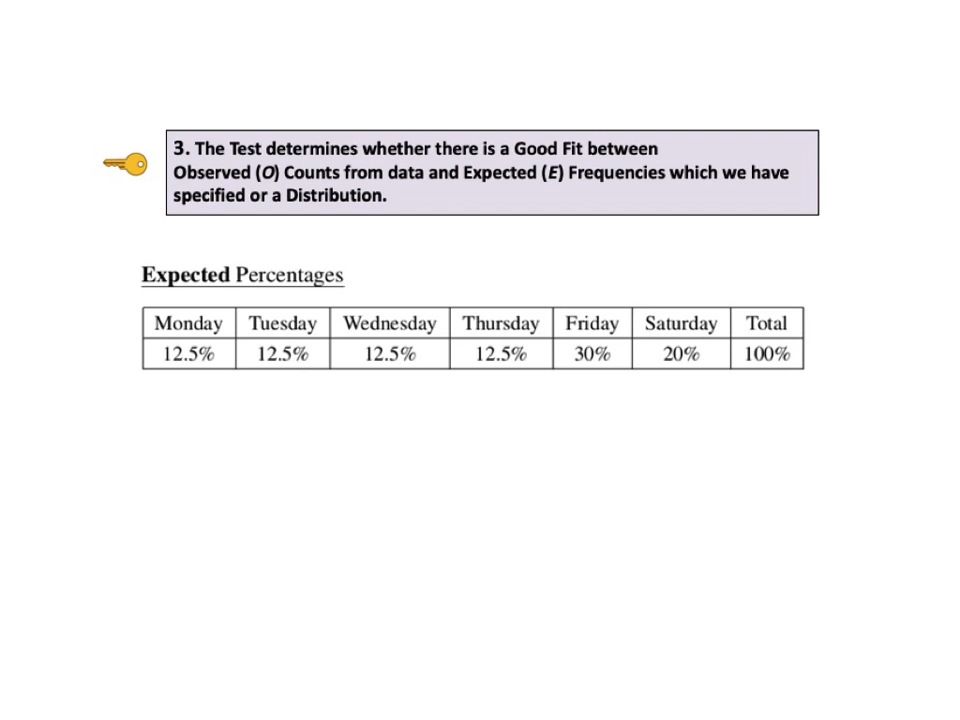 3. The Test determines whether there is a Good Fit between
Observed (O) Counts from data and Expected (E) Frequencies which we have
specified or a Distribution.
Expected Percentages
Monday Tuesday Wednesday Thursday Friday Saturday Total
12.5% 12.5% 12.5% 12.5% 30% 20% 100%